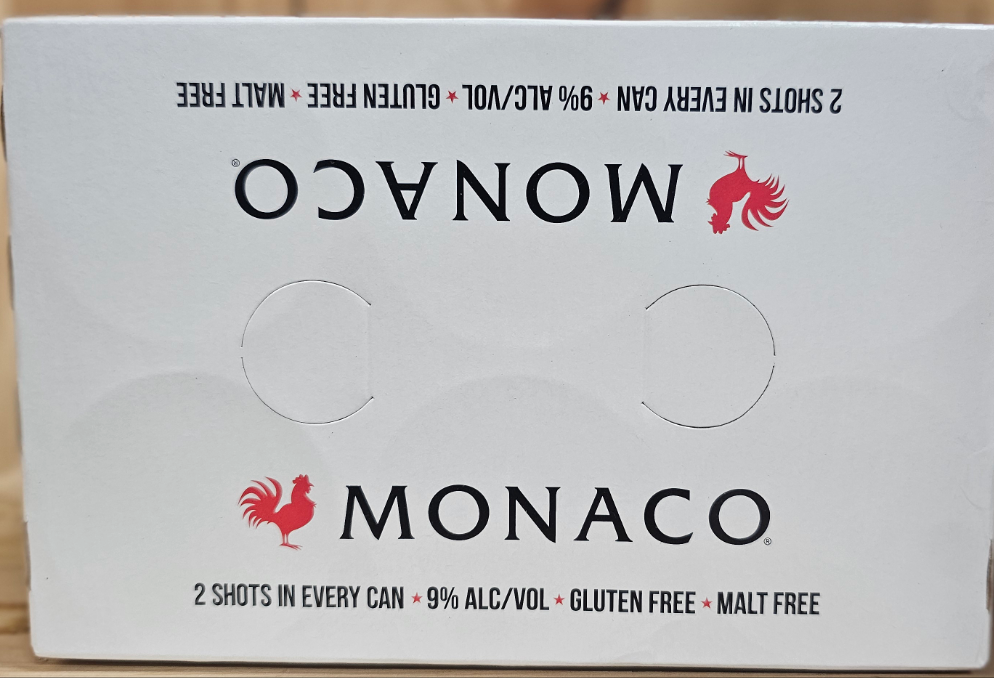 2 SHOTS IN EVERY CAN ★ 9% ALC/VOL ★ GLUTEN FREE ★ MALT FREE
MONACO®
MONACO®
2 SHOTS IN EVERY CAN ★ 9% ALC/VOL ★ GLUTEN FREE ★ MALT FREE